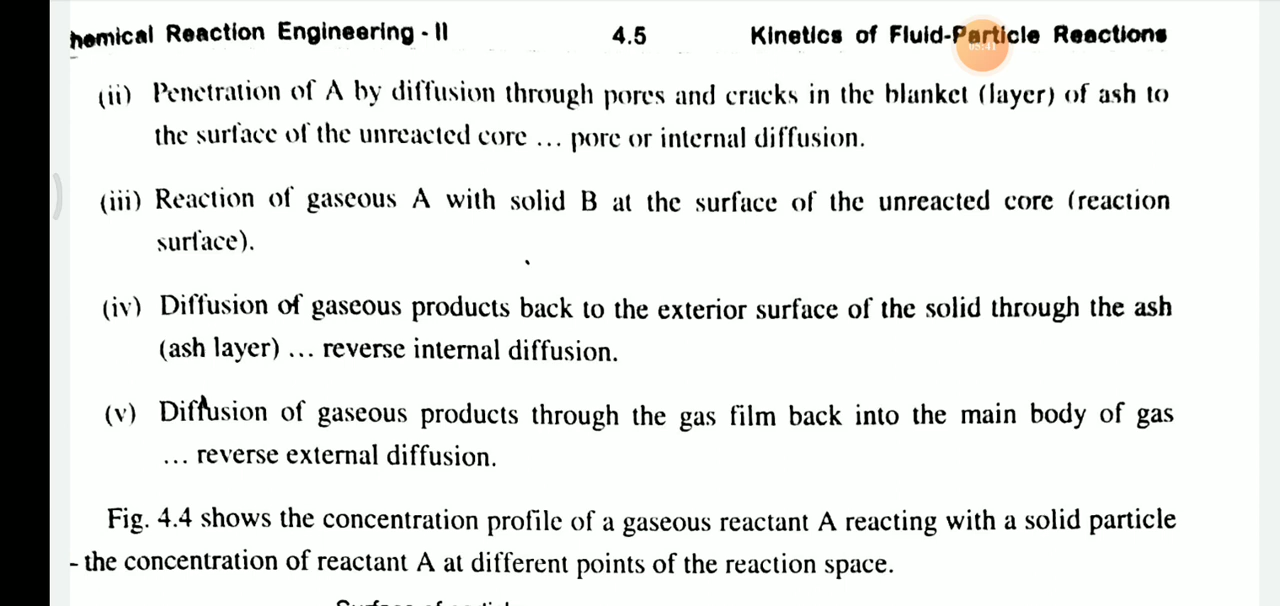 hemical Reaction Engineering - II 4.5 Kinetics of Fluid-Particle Reactions
05:41
(ii) Penetration of A by diffusion through pores and cracks in the blanket (layer) of ash to
the surface of the unreacted core ... pore or internal diffusion.
(iii) Reaction of gaseous A with solid B at the surface of the unreacted core (reaction
surface).
(iv) Diffusion of gaseous products back to the exterior surface of the solid through the ash
(ash layer) ... reverse internal diffusion.
(v) Diffusion of gaseous products through the gas film back into the main body of gas
... reverse external diffusion.
Fig. 4.4 shows the concentration profile of a gaseous reactant A reacting with a solid particle
- the concentration of reactant A at different points of the reaction space.